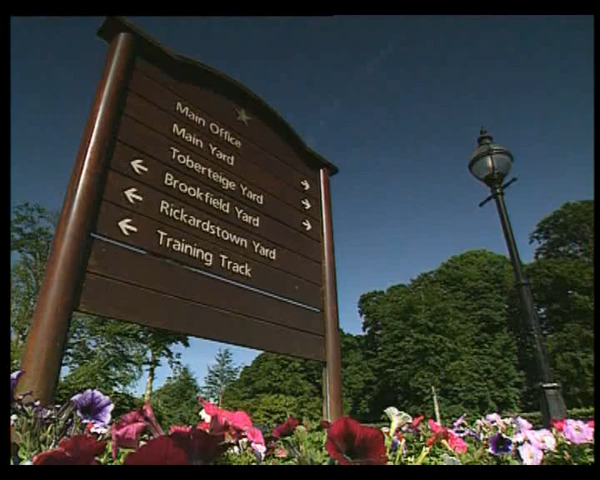 Main Office
Main Yard
Toberteige Yard
Brookfield Yard
Rickardstown Yard
Training Track